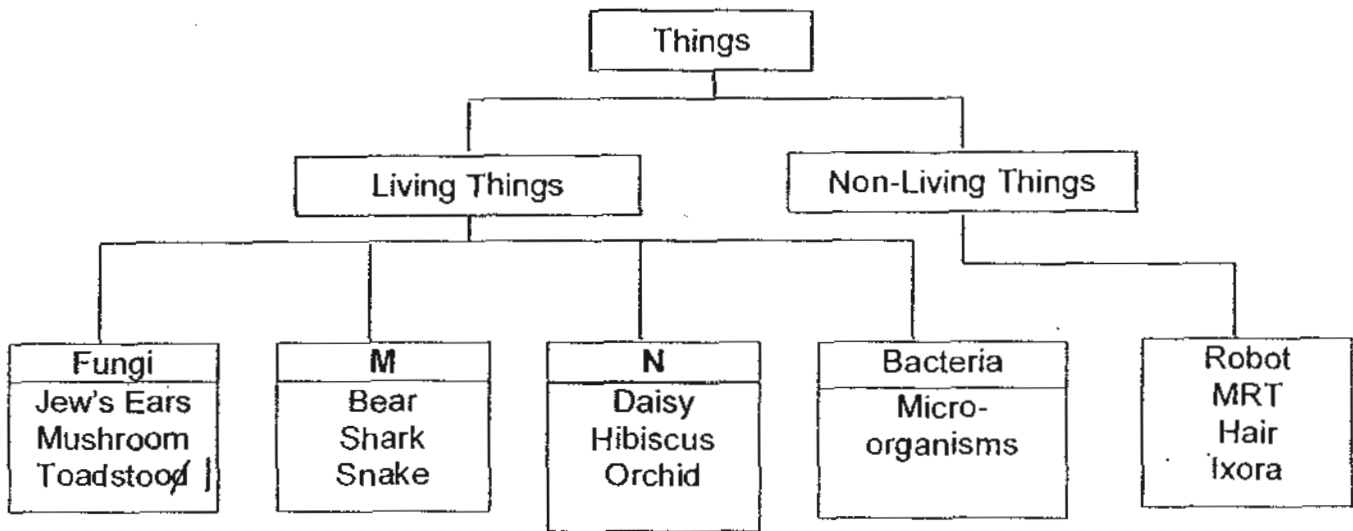 Things
Living Things
Non-Living Things
Fungi
Jew's Ears
Mushroom
Toadstood l
M
Bear
Shark
Snake
N
Daisy
Hibiscus
Orchid
Bacteria
Micro-
organisms
Robot
MRT
Hair
Ixora